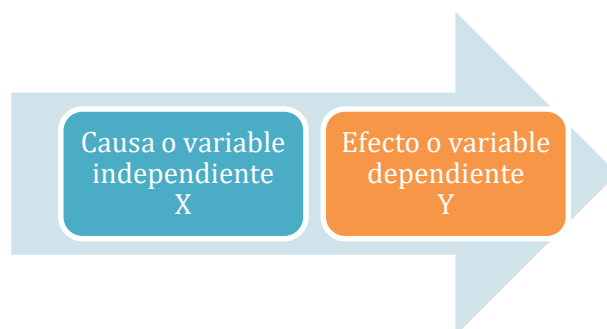 Causa o variable
independiente
X
Efecto o variable
dependiente
Y